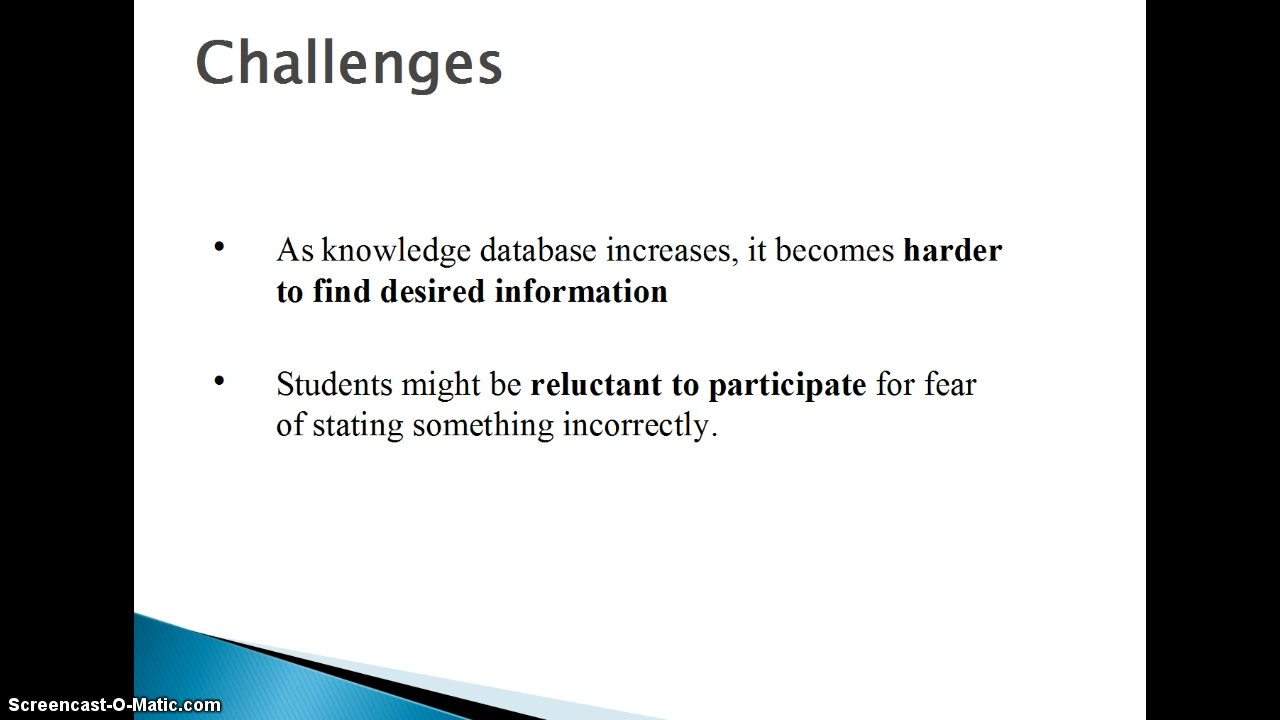 Challenges
• As knowledge database increases, it becomes harder
to find desired information
• Students might be reluctant to participate for fear
of stating something incorrectly.
Screencast-O-Matic.com